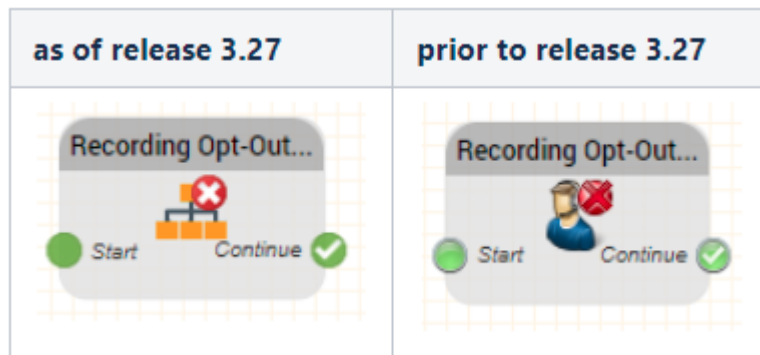 as of release 3.27
prior to release 3.27
Recording Opt-Out...
Start
Continue
Recording Opt-Out...
Start
Continue